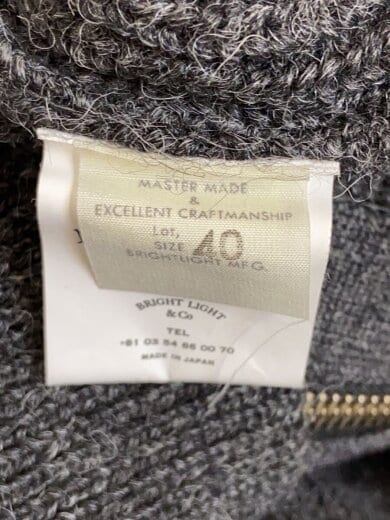 MASTER MADE
&
EXCELLENT CRAFTMANSHIP
Lot,
SIZE 40
BRIGHTLIGHT MFG.
BRIGHT LIGHT
& Co
TEL
+81 03 54 66 00 70
MADE IN JAPAN